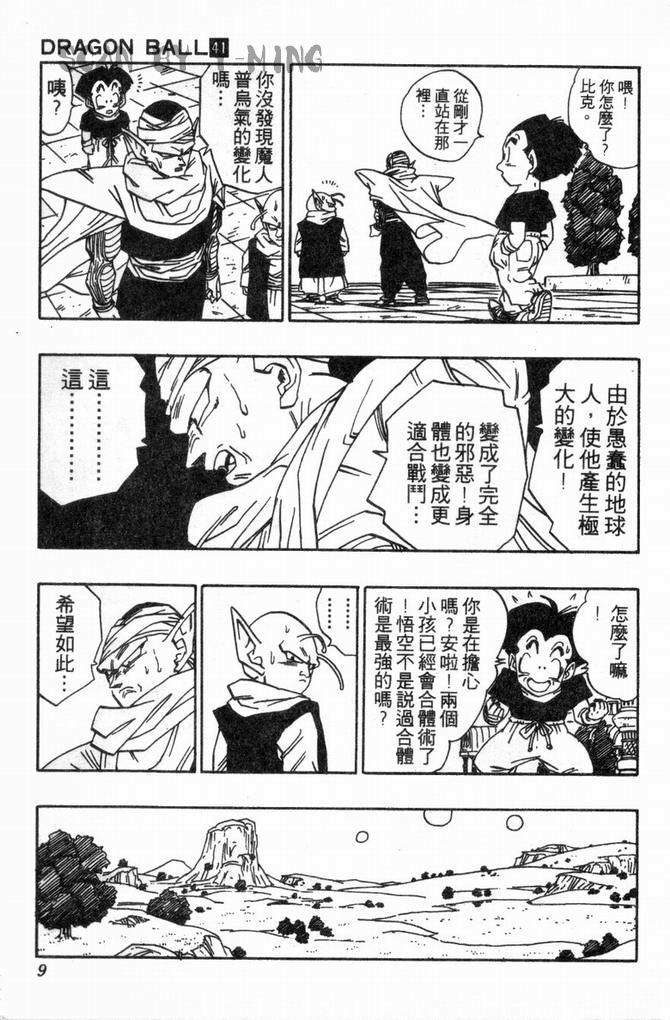 DRAGON BALL 41
SCAN BY T-NING
喂！
你怎麼了？
比克。
從剛才一
直站在那
裡…
你沒發現魔人
普烏氣的變化
嗎…
咦？
由於愚蠢的地球
人，使他產生極
大的變化！
變成了完全
的邪惡！身
體也變成更
適合戰鬥…
這…………
這…………
怎麼了嘛
！
你是在擔心
嗎？安啦！兩個
小孩已經會合體術了
！悟空不是說過合體
術是最強的嗎？
…………
希望
如此…
9